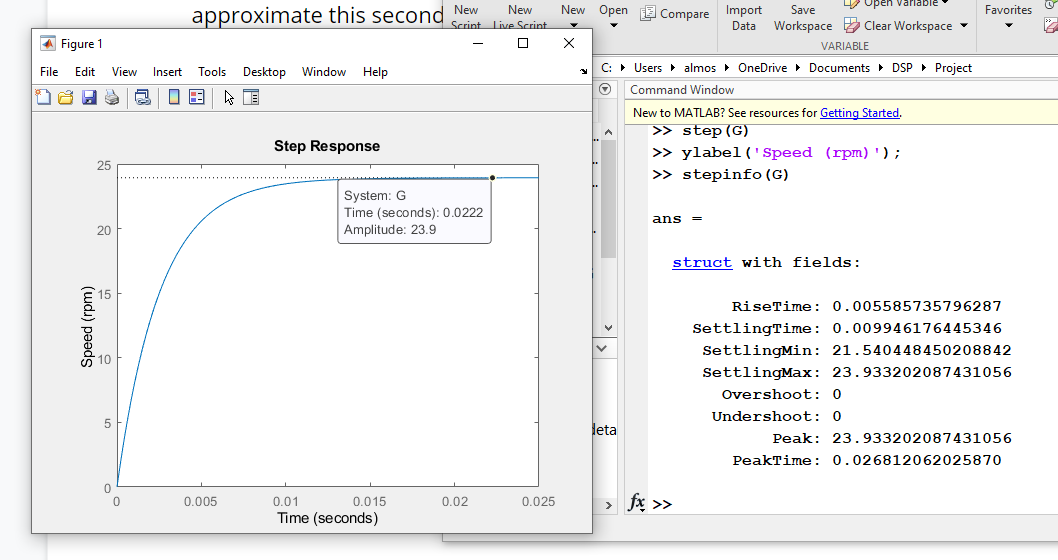 approximate this second
New
Script
New
Live Script
New
Open
Compare
Import
Data
Save
Workspace
Open Variable
Clear Workspace
VARIABLE
Favorites
Figure 1
File Edit View Insert Tools Desktop Window Help
C: Users almos OneDrive Documents DSP Project
Command Window
New to MATLAB? See resources for Getting Started.
>> step(G)
>> ylabel('Speed (rpm)');
>> stepinfo(G)
ans =
struct with fields:
RiseTime: 0.005585735796287
SettlingTime: 0.009946176445346
SettlingMin: 21.540448450208842
SettlingMax: 23.933202087431056
Overshoot: 0
Undershoot: 0
Peak: 23.933202087431056
PeakTime: 0.026812062025870
fx >>
deta
Step Response
System: G
Time (seconds): 0.0222
Amplitude: 23.9
Speed (rpm)
25
20
15
10
5
0
0 0.005 0.01 0.015 0.02 0.025
Time (seconds)